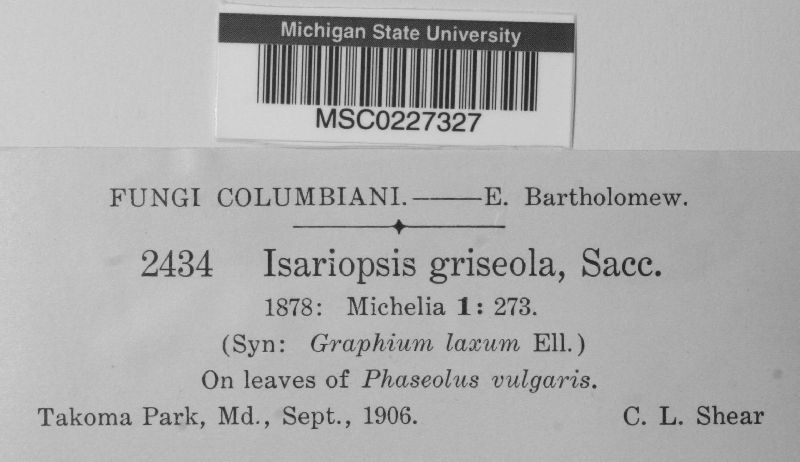 Michigan State University
MSC0227327
FUNGI COLUMBIANI.——E. Bartholomew.
2434 Isariopsis griseola, Sacc.
1878: Michelia 1: 273.
(Syn: Graphium laxum Ell.)
On leaves of Phaseolus vulgaris.
Takoma Park, Md., Sept., 1906. C. L. Shear